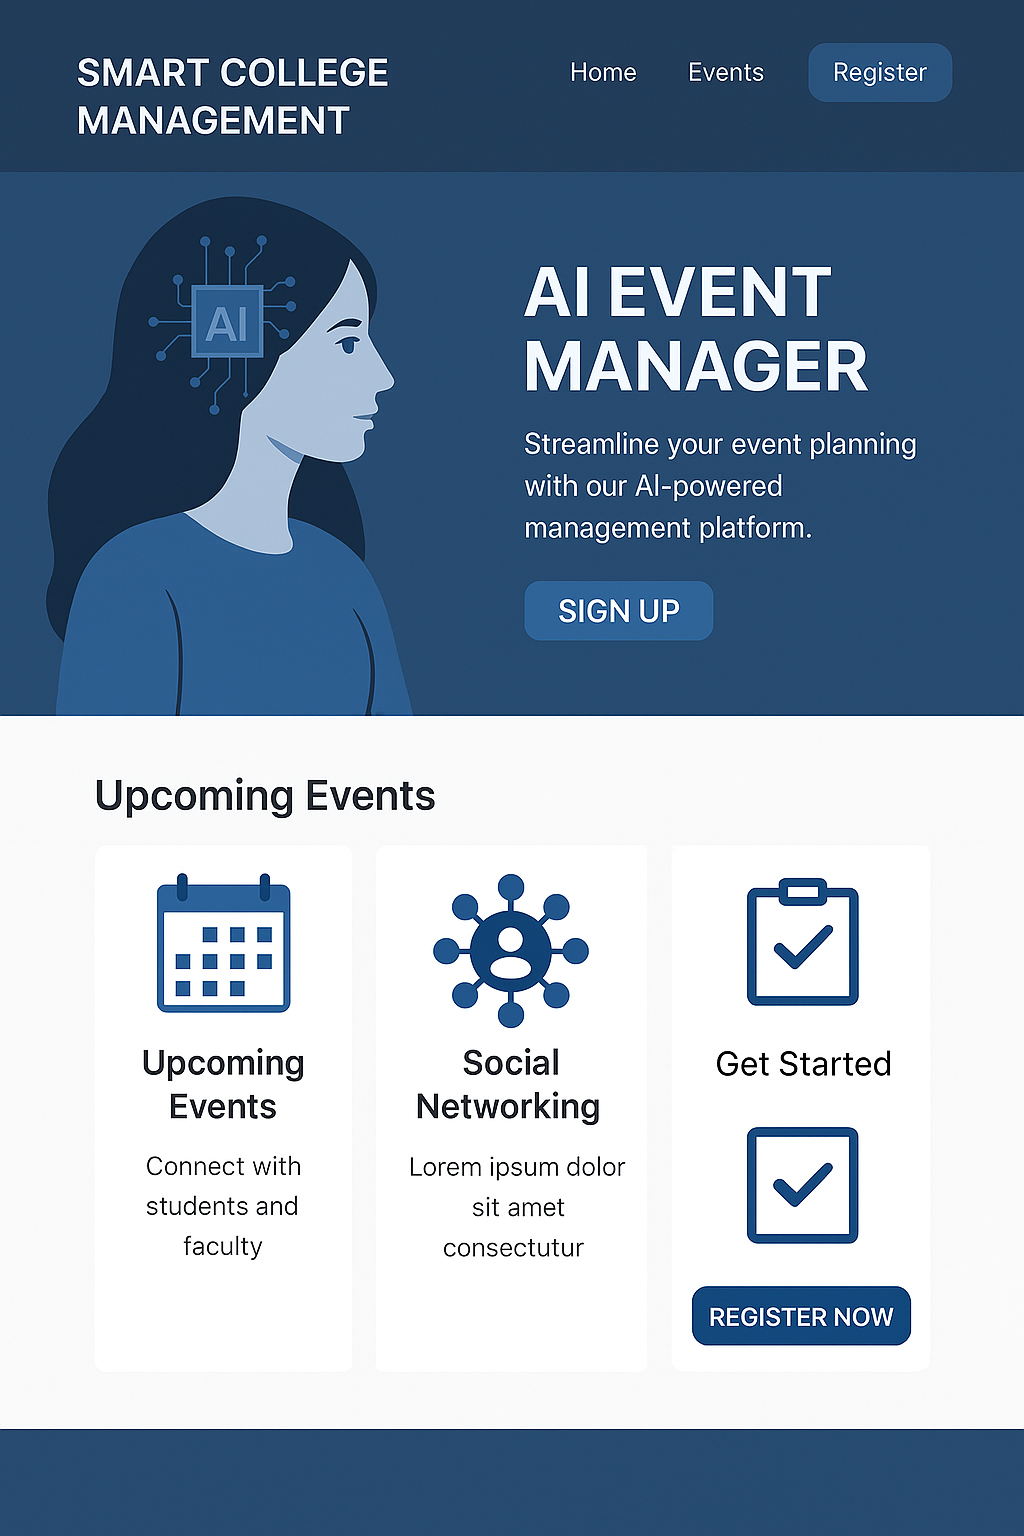 SMART COLLEGE
MANAGEMENT
Home
Events
Register
AI
AI EVENT
MANAGER
Streamline your event planning
with our AI-powered
management platform.
SIGN UP
Upcoming Events
Upcoming
Events
Connect with
students and
faculty
Social
Networking
Lorem ipsum dolor
sit amet
consectutur
Get Started
REGISTER NOW